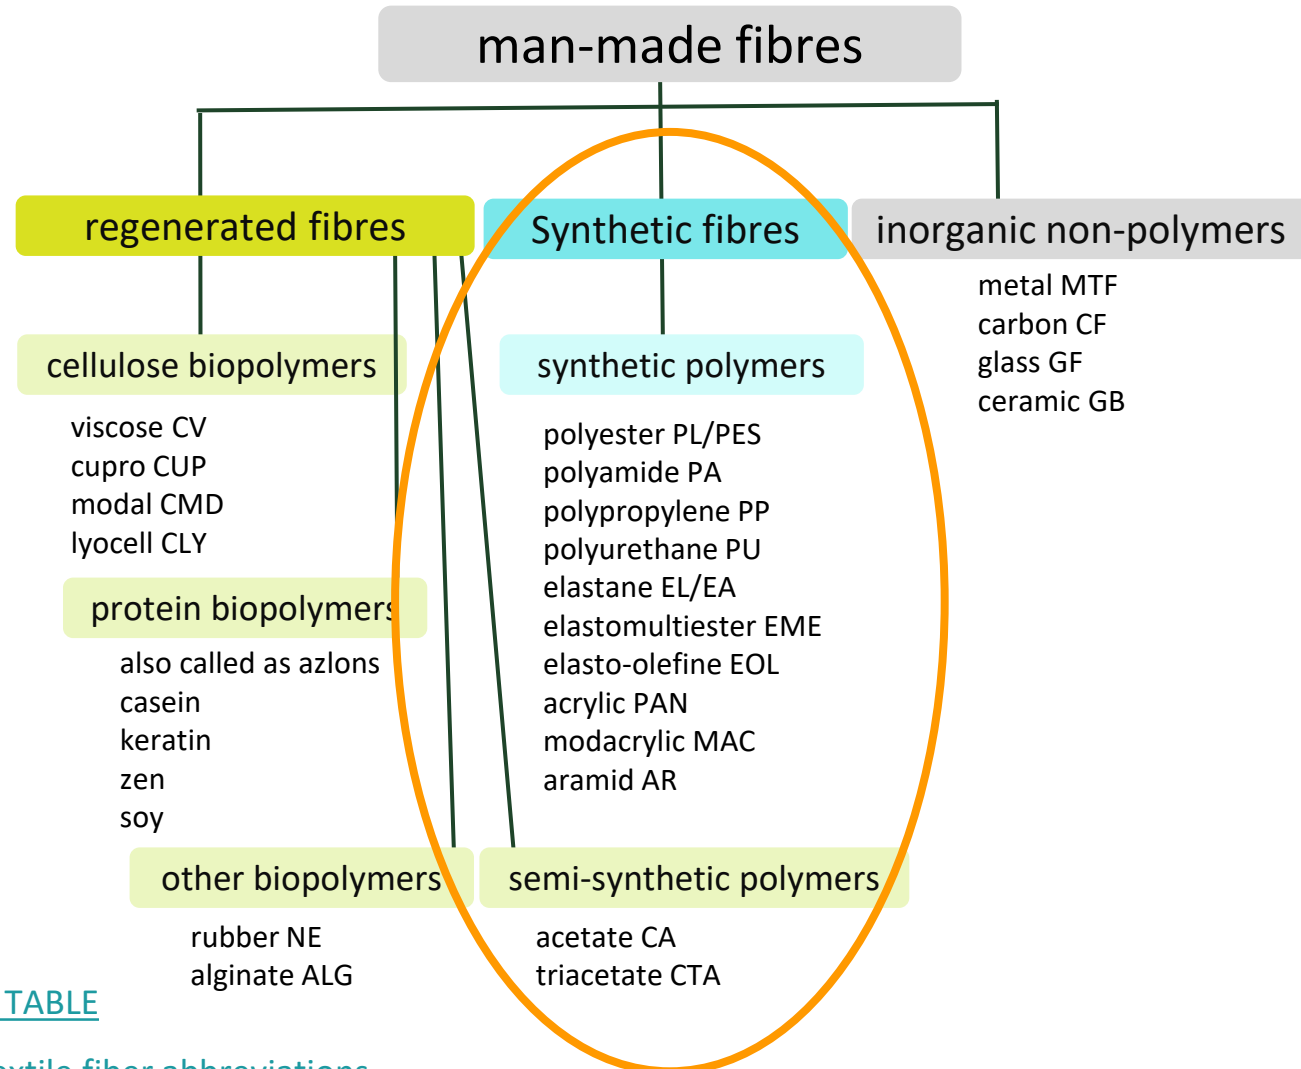 man-made fibres
regenerated fibres
Synthetic fibres
inorganic non-polymers
metal MTF
carbon CF
glass GF
ceramic GB
cellulose biopolymers
viscose CV
cupro CUP
modal CMD
lyocell CLY
synthetic polymers
polyester PL/PES
polyamide PA
polypropylene PP
polyurethane PU
elastane EL/EA
elastomultiester EME
elasto-olefine EOL
acrylic PAN
modacrylic MAC
aramid AR
protein biopolymers
also called as azlons
casein
keratin
zen
soy
other biopolymers
rubber NE
alginate ALG
semi-synthetic polymers
acetate CA
triacetate CTA
TABLE
fiber abbreviations